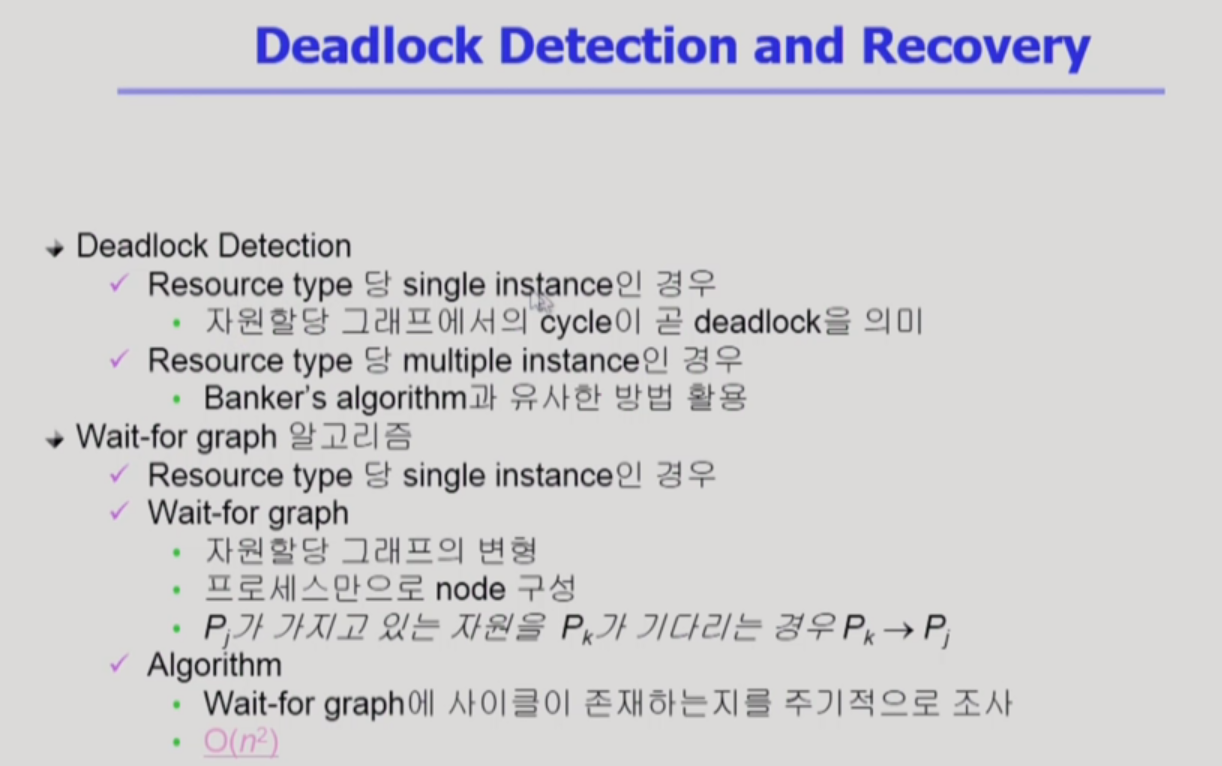 Deadlock Detection and Recovery
Deadlock Detection
Resource type 당 single instance인 경우
자원할당 그래프에서의 cycle이 곧 deadlock을 의미
Resource type 당 multiple instance인 경우
Banker's algorithm과 유사한 방법 활용
Wait-for graph 알고리즘
Resource type 당 single instance인 경우
Wait-for graph
자원할당 그래프의 변형
프로세스만으로 node 구성
Pj가 가지고 있는 자원을 Pk가 기다리는 경우 Pk → Pj
Algorithm
Wait-for graph에 사이클이 존재하는지를 주기적으로 조사
O(n²)